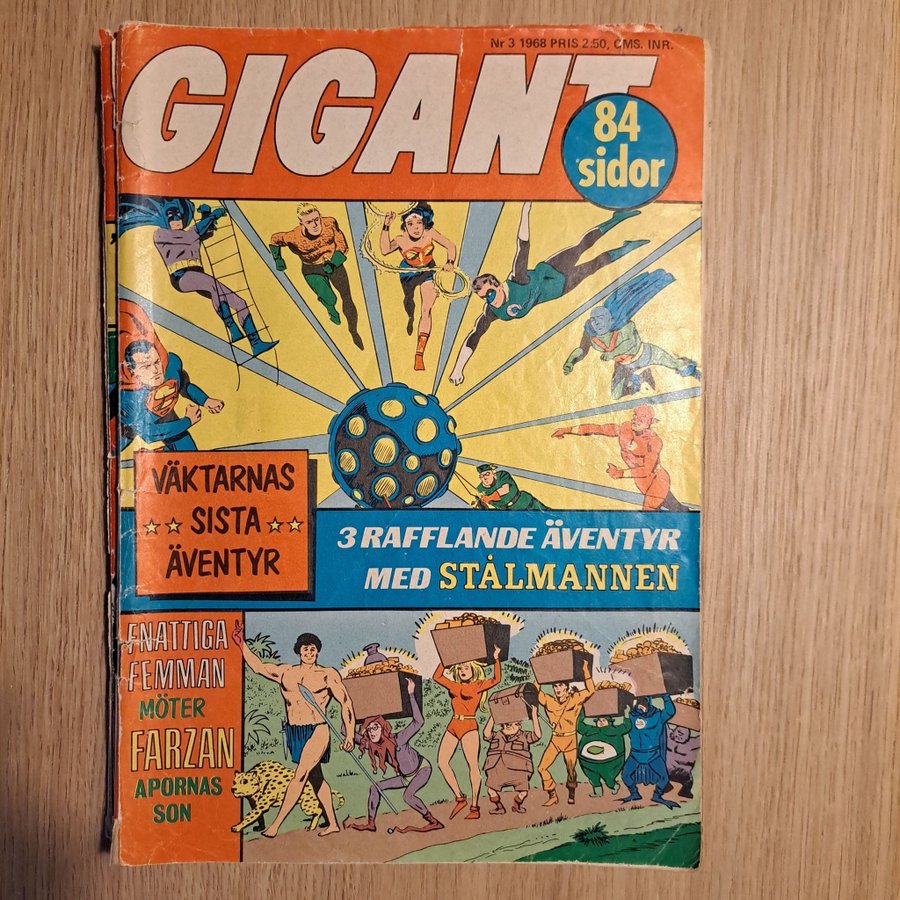 Nr 3 1968 PRIS 2:50, OMS. INR.
GIGANT
84
sidor
VÄKTARNAS
SISTA
ÄVENTYR
3 RAFFLANDE ÄVENTYR
MED STÅLMANNEN
FNATTIGA
FEMMAN
MÖTER
FARZAN
APORNAS
SON